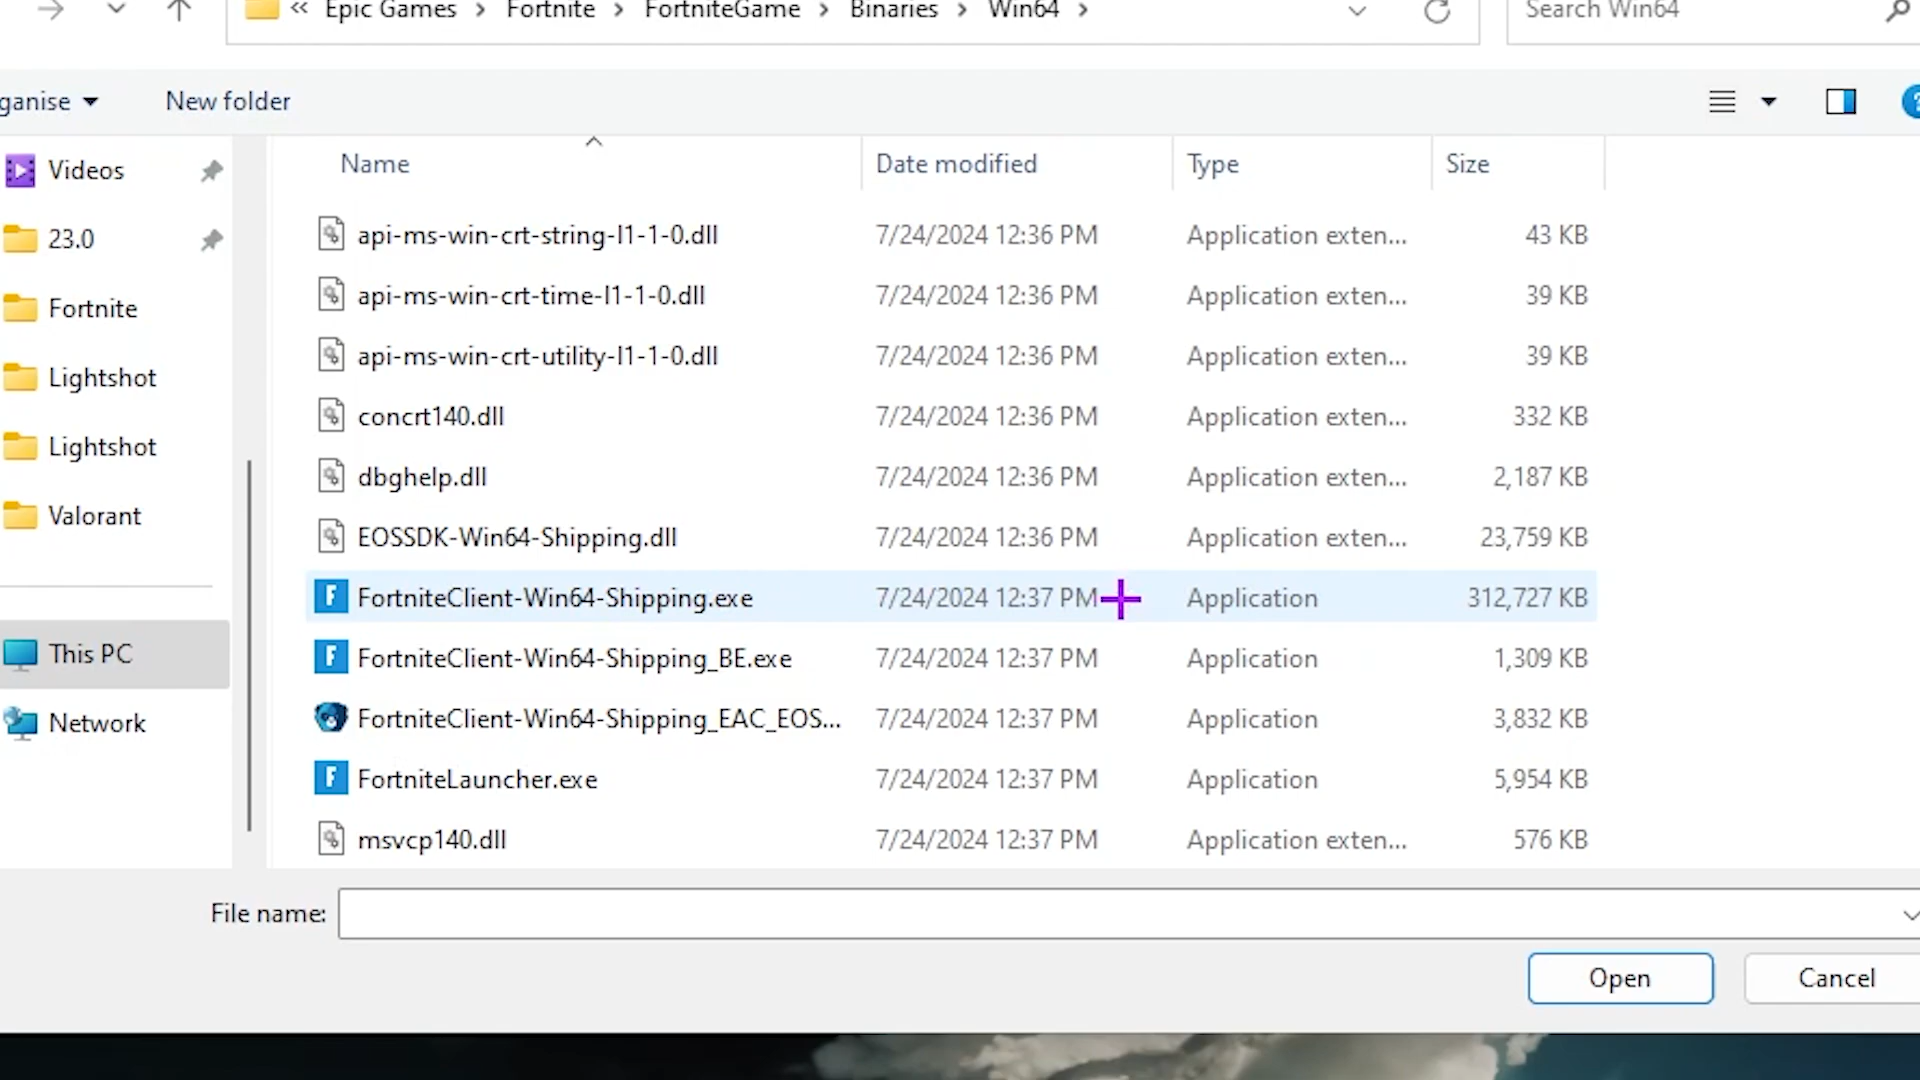 « Epic Games > Fortnite > FortniteGame > Binaries > Win64 >
Search Win64
ganise
New folder
Name
Date modified
Type
Size
Videos
23.0
Fortnite
Lightshot
Lightshot
Valorant
This PC
Network
api-ms-win-crt-string-l1-1-0.dll 7/24/2024 12:36 PM Application exten... 43 KB
api-ms-win-crt-time-l1-1-0.dll 7/24/2024 12:36 PM Application exten... 39 KB
api-ms-win-crt-utility-l1-1-0.dll 7/24/2024 12:36 PM Application exten... 39 KB
concrt140.dll 7/24/2024 12:36 PM Application exten... 332 KB
dbghelp.dll 7/24/2024 12:36 PM Application exten... 2,187 KB
EOSSDK-Win64-Shipping.dll 7/24/2024 12:36 PM Application exten... 23,759 KB
FortniteClient-Win64-Shipping.exe 7/24/2024 12:37 PM Application 312,727 KB
FortniteClient-Win64-Shipping_BE.exe 7/24/2024 12:37 PM Application 1,309 KB
FortniteClient-Win64-Shipping_EAC_EOS... 7/24/2024 12:37 PM Application 3,832 KB
FortniteLauncher.exe 7/24/2024 12:37 PM Application 5,954 KB
msvcp140.dll 7/24/2024 12:37 PM Application exten... 576 KB
File name:
Open
Cancel